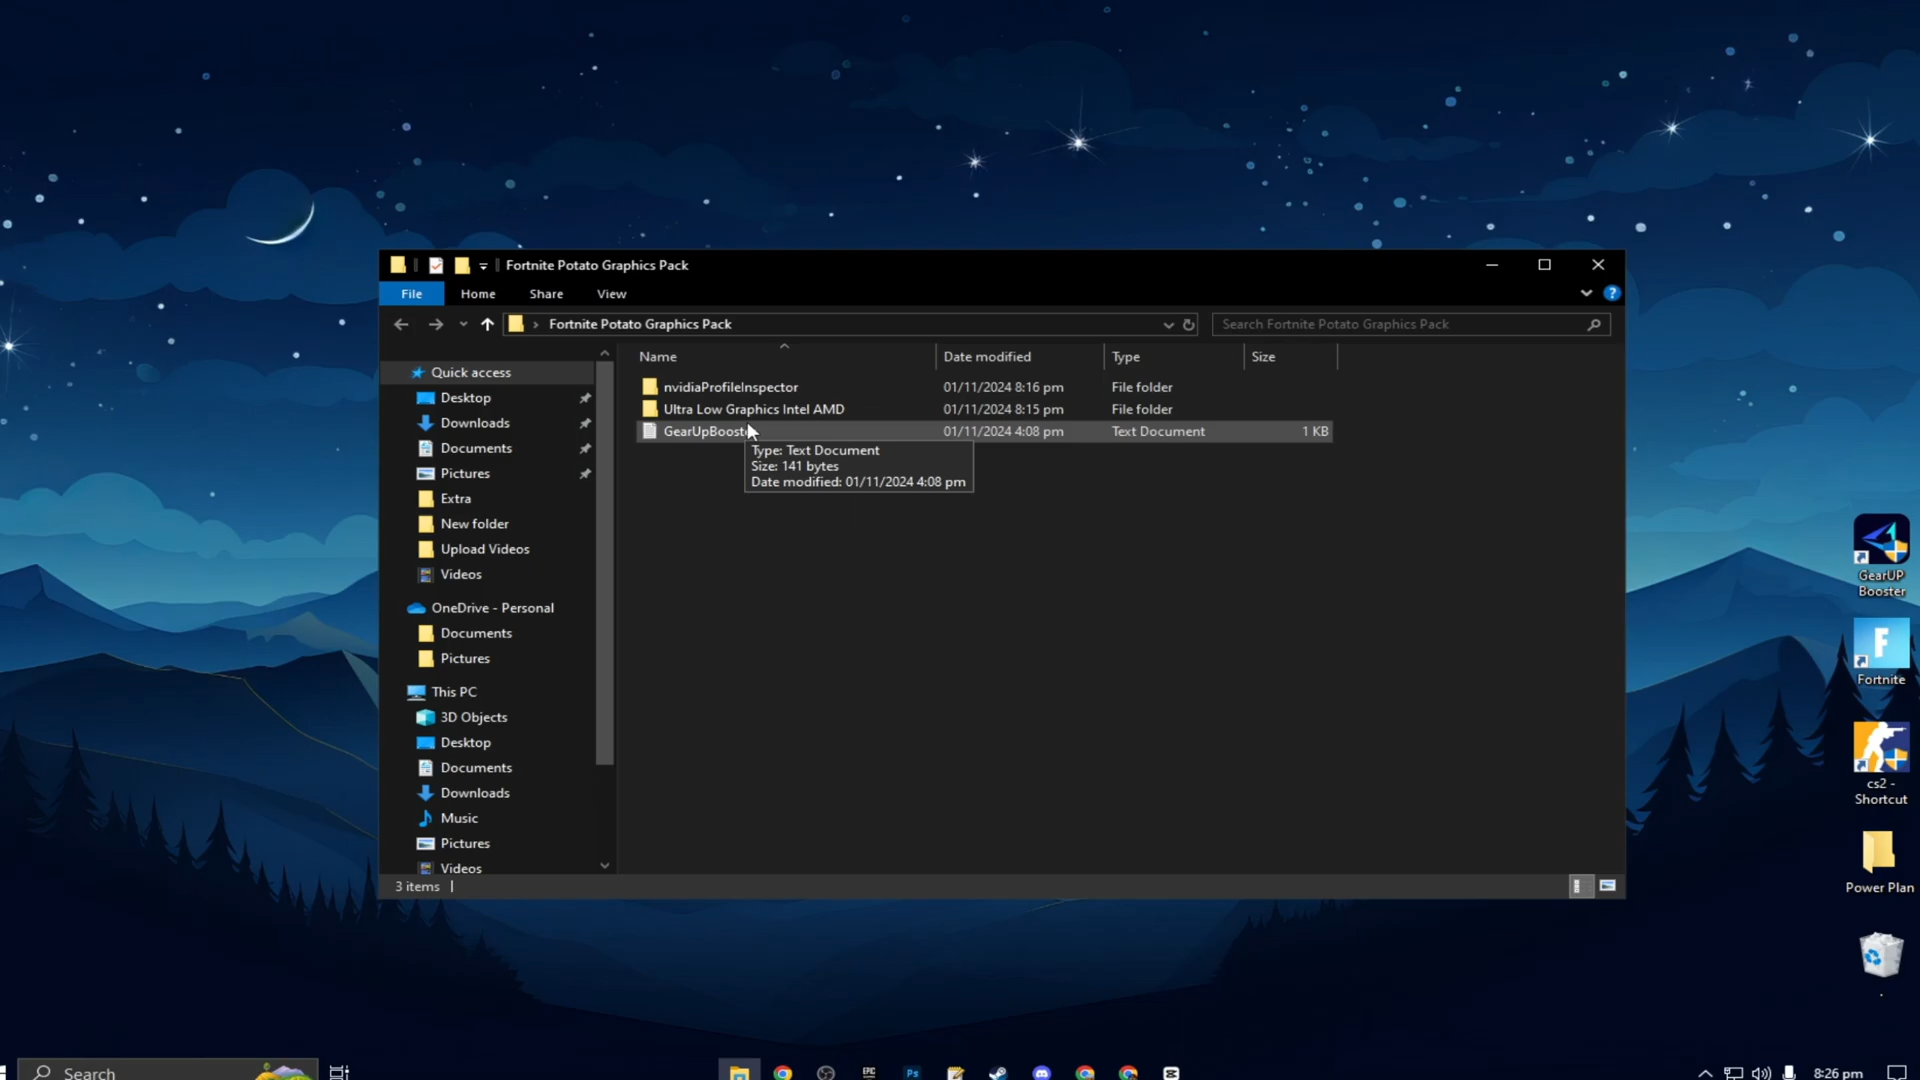 Fortnite Potato Graphics Pack
File Home Share View
Fortnite Potato Graphics Pack
Search Fortnite Potato Graphics Pack
Name Date modified Type Size
nvidiaProfileInspector 01/11/2024 8:16 pm File folder
Ultra Low Graphics Intel AMD 01/11/2024 8:15 pm File folder
GearUpBooster 01/11/2024 4:08 pm Text Document 1 KB
Type: Text Document
Size: 141 bytes
Date modified: 01/11/2024 4:08 pm
Quick access
Desktop
Downloads
Documents
Pictures
Extra
New folder
Upload Videos
Videos
OneDrive - Personal
Documents
Pictures
This PC
3D Objects
Desktop
Documents
Downloads
Music
Pictures
Videos
3 items
GearUP
Booster
F
Fortnite
cs2 -
Shortcut
Power Plan
.
Search
EPIC
Ps
8:26 pm